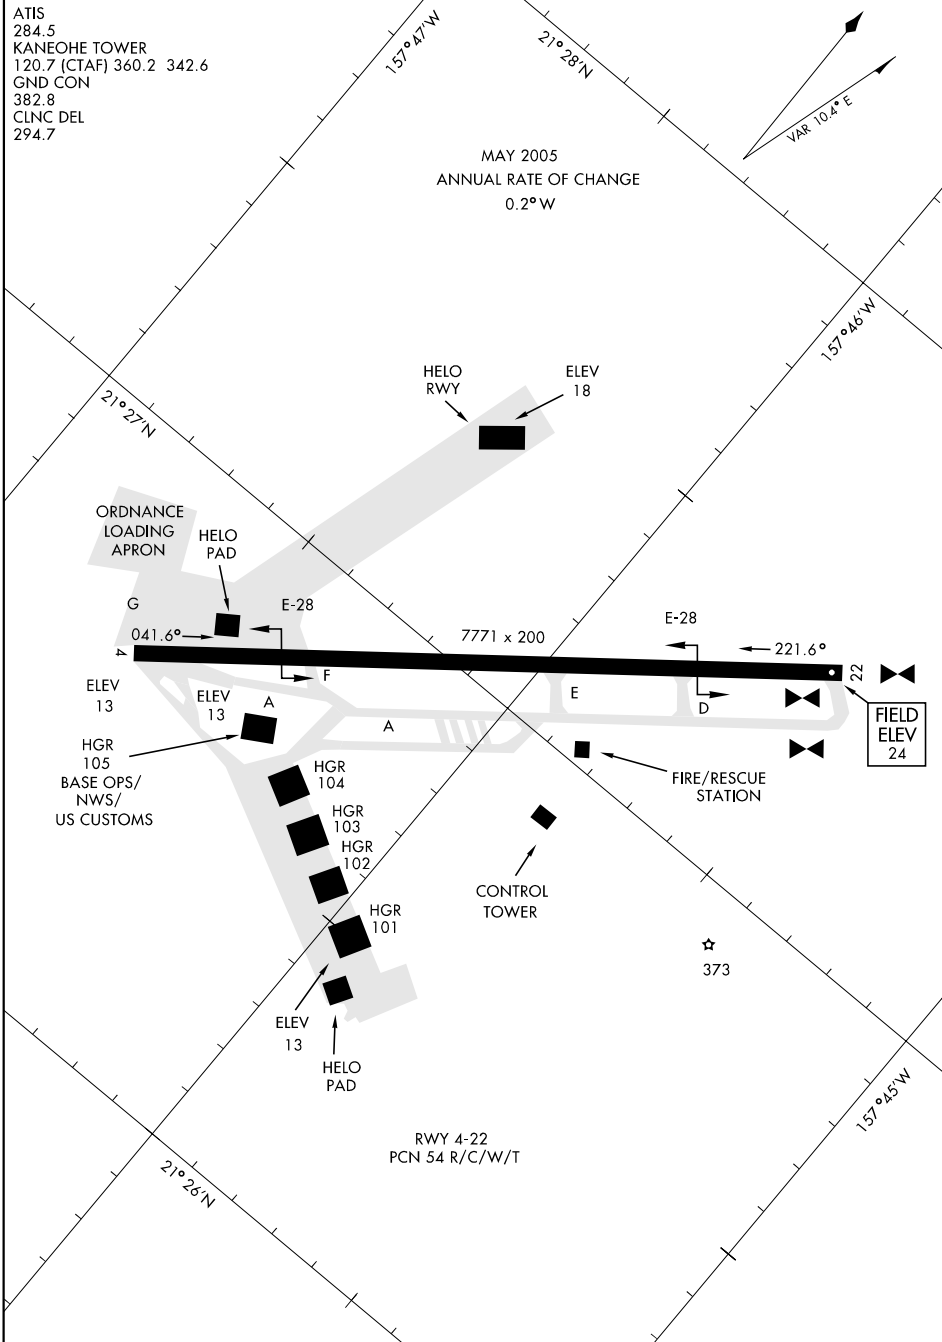 ATIS
284.5
KANEOHE TOWER
120.7 (CTAF) 360.2 342.6
GND CON
382.8
CLNC DEL
294.7
157°47'W
21°28'N
VAR 10.4° E
MAY 2005
ANNUAL RATE OF CHANGE
0.2° W
157°46'W
HELO
RWY
ELEV
18
21°27'N
ORDNANCE
LOADING
APRON
HELO
PAD
G
E-28
041.6°
4
7771 x 200
E-28
221.6°
22
F
ELEV
13
ELEV
13
A
A
E
D
FIELD
ELEV
24
HGR
105
BASE OPS/
NWS/
US CUSTOMS
HGR
104
HGR
103
HGR
102
HGR
101
FIRE/RESCUE
STATION
CONTROL
TOWER
373
ELEV
13
HELO
PAD
157°45'W
RWY 4-22
PCN 54 R/C/W/T
21°26'N